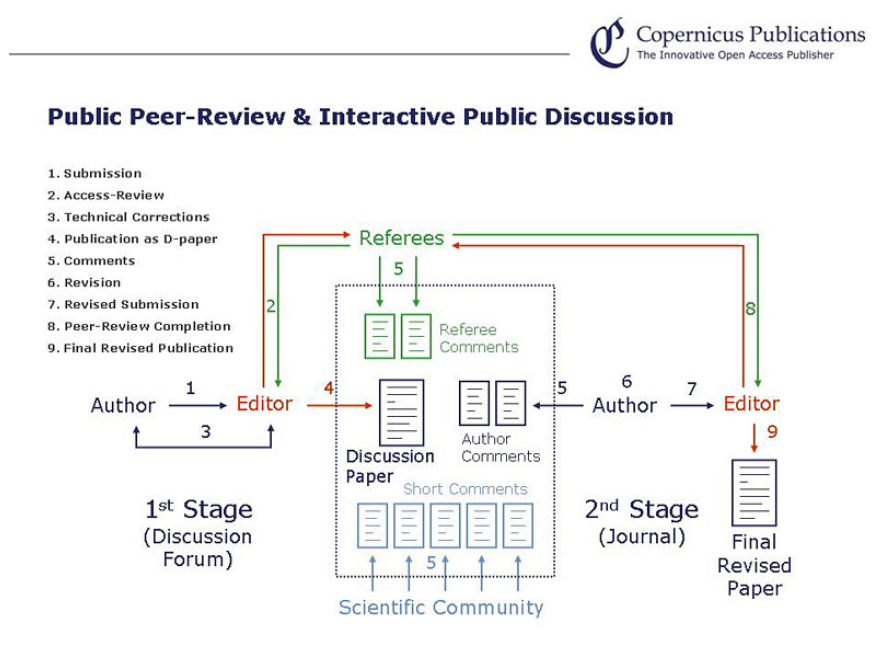 Copernicus Publications
The Innovative Open Access Publisher
Public Peer-Review & Interactive Public Discussion
1. Submission
2. Access-Review
3. Technical Corrections
4. Publication as D-paper
5. Comments
6. Revision
7. Revised Submission
8. Peer-Review Completion
9. Final Revised Publication
Referees
5
2
8
Referee
Comments
1
4
5
6
7
Author
Editor
Author
Editor
3
9
Author
Comments
Discussion
Paper
Short Comments
1st Stage
(Discussion
Forum)
2nd Stage
(Journal)
Final
Revised
Paper
5
Scientific Community